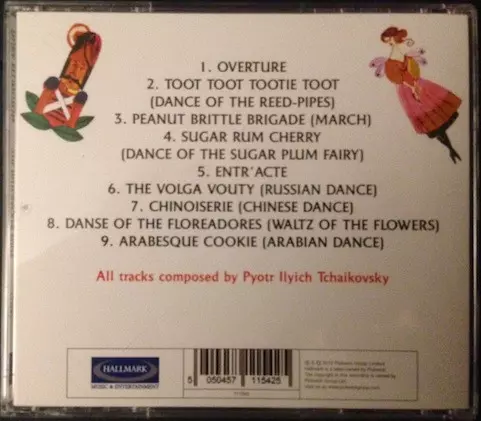 1. OVERTURE
2. TOOT TOOT TOOTIE TOOT
(DANCE OF THE REED-PIPES)
3. PEANUT BRITTLE BRIGADE (MARCH)
4. SUGAR RUM CHERRY
(DANCE OF THE SUGAR PLUM FAIRY)
5. ENTR'ACTE
6. THE VOLGA VOUTY (RUSSIAN DANCE)
7. CHINOISERIE (CHINESE DANCE)
8. DANSE OF THE FLOREADORES (WALTZ OF THE FLOWERS)
9. ARABESQUE COOKIE (ARABIAN DANCE)
All tracks composed by Pyotr Ilyich Tchaikovsky
HALLMARK
MUSIC & ENTERTAINMENT
5 050457 115425